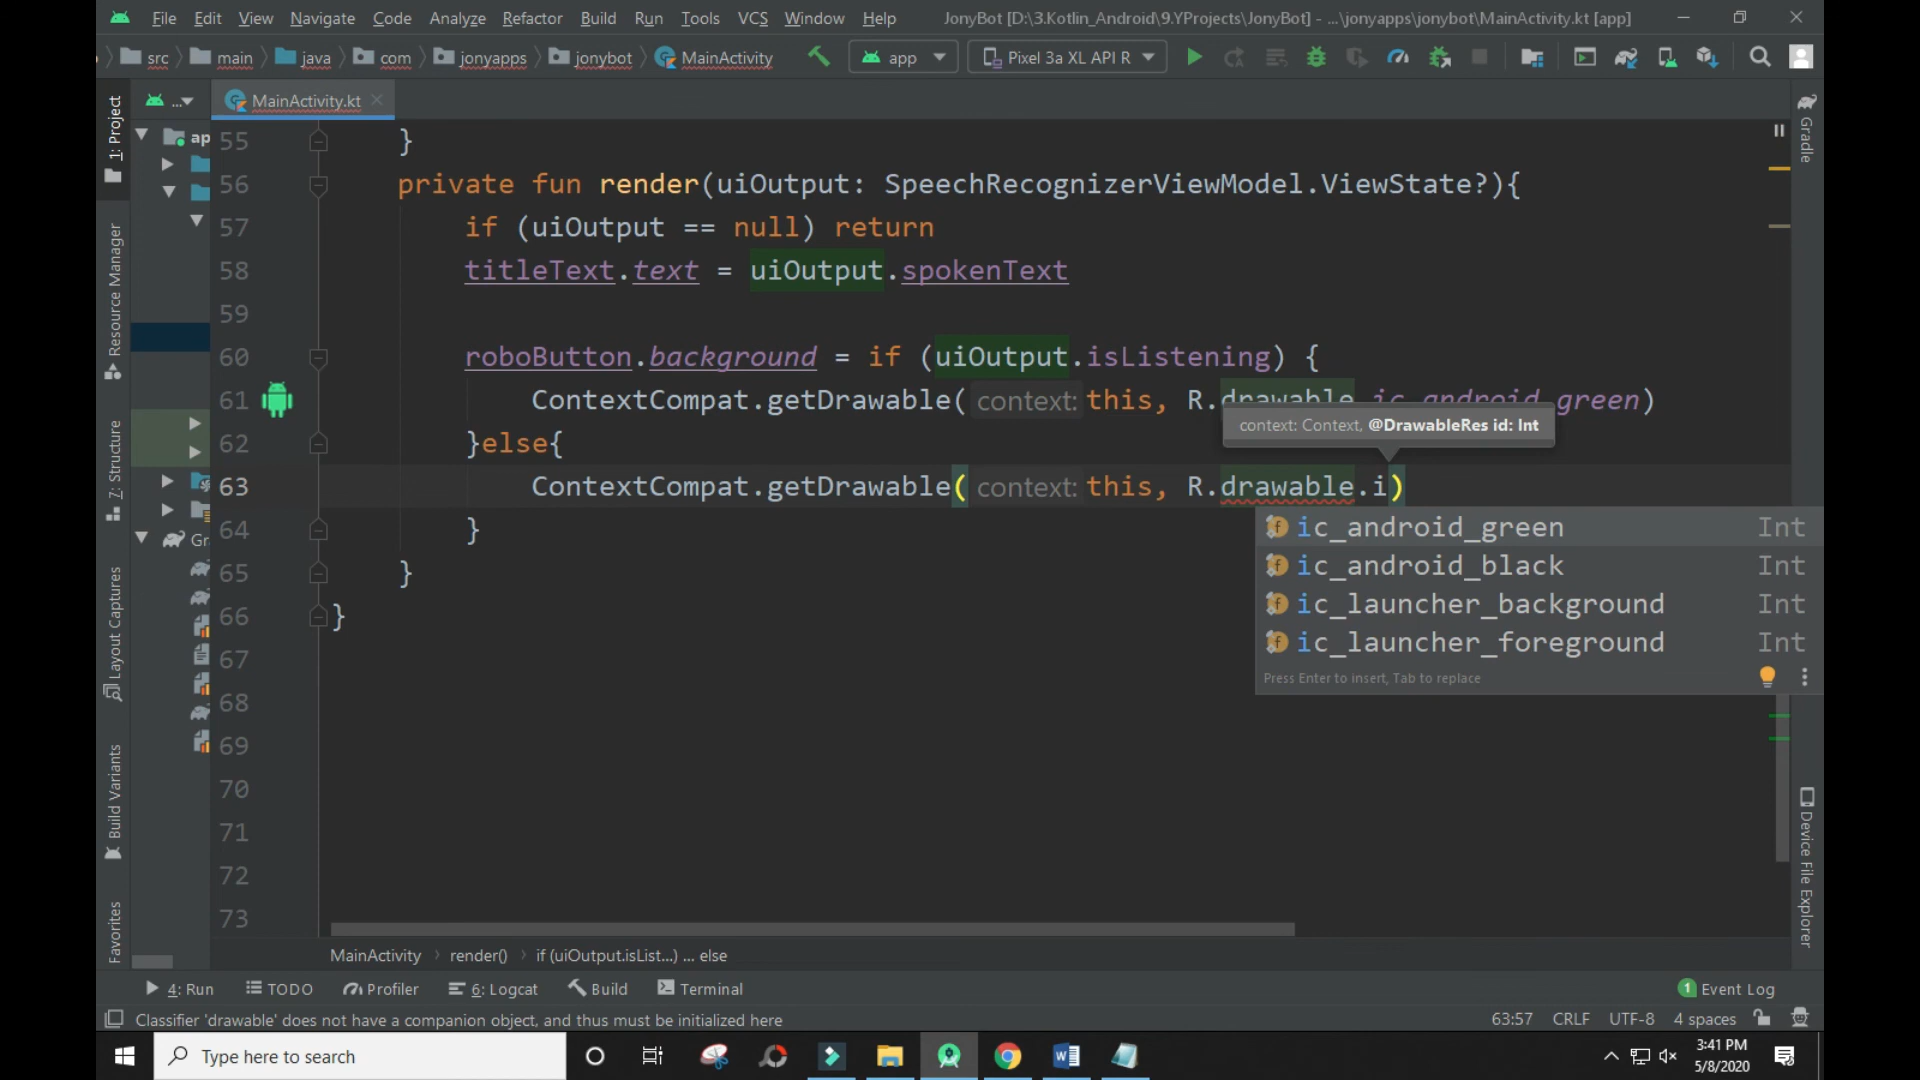 File Edit View Navigate Code Analyze Refactor Build Run Tools VCS Window Help JonyBot [D:\3.Kotlin_Android\9.YProjects\JonyBot] - ...\jonyapps\jonybot\MainActivity.kt [app]
src main java com jonyapps jonybot MainActivity app Pixel 3a XL API R
... MainActivity.kt
1: Project
Resource Manager
7: Structure
Layout Captures
Build Variants
Favorites
Gradle
Device File Explorer
ap
Gr
55 }
56 private fun render(uiOutput: SpeechRecognizerViewModel.ViewState?){
57 if (uiOutput == null) return
58 titleText.text = uiOutput.spokenText
59
60 roboButton.background = if (uiOutput.isListening) {
61 ContextCompat.getDrawable( context: this, R.drawable.ic_android_green)
context: Context, @DrawableRes id: Int
62 }else{
63 ContextCompat.getDrawable( context: this, R.drawable.i)
ic_android_green Int
64 }
ic_android_black Int
65 }
ic_launcher_background Int
66 }
ic_launcher_foreground Int
67
Press Enter to insert, Tab to replace
68
69
70
71
72
73
MainActivity render() if (uiOutput.isList...) ... else
4: Run TODO Profiler 6: Logcat Build Terminal 1 Event Log
Classifier 'drawable' does not have a companion object, and thus must be initialized here 63:57 CRLF UTF-8 4 spaces
Type here to search
3:41 PM
5/8/2020